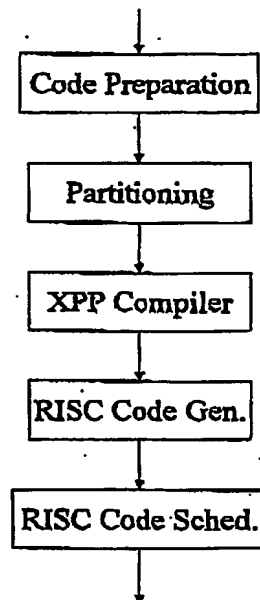 Code Preparation
Partitioning
XPP Compiler
RISC Code Gen.
RISC Code Sched.